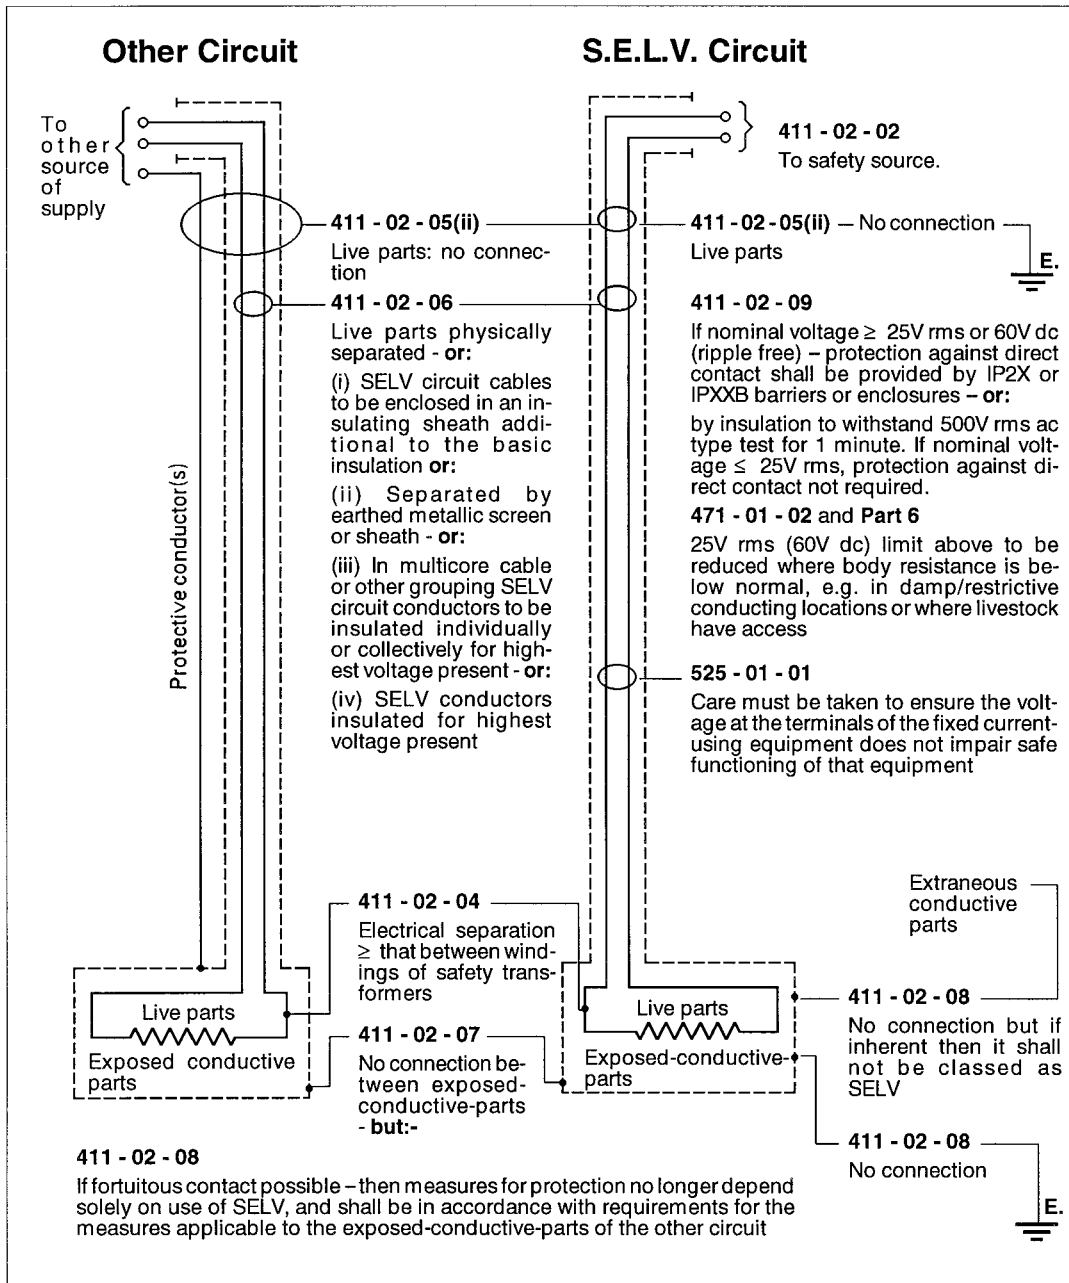 Other Circuit
S.E.L.V. Circuit
To
other
source
of
supply
411 - 02 - 02
To safety source.
411 - 02 - 05(ii)
Live parts: no connec-
tion
411 - 02 - 05(ii) – No connection
Live parts
E.
411 - 02 - 06
Live parts physically
separated - or:
(i) SELV circuit cables
to be enclosed in an in-
sulating sheath addi-
tional to the basic
insulation or:
(ii) Separated by
earthed metallic screen
or sheath - or:
(iii) In multicore cable
or other grouping SELV
circuit conductors to be
insulated individually
or collectively for high-
est voltage present - or:
(iv) SELV conductors
insulated for highest
voltage present
Protective conductor(s)
411 - 02 - 09
If nominal voltage ≥ 25V rms or 60V dc
(ripple free) – protection against direct
contact shall be provided by IP2X or
IPXXB barriers or enclosures – or:
by insulation to withstand 500V rms ac
type test for 1 minute. If nominal volt-
age ≤ 25V rms, protection against di-
rect contact not required.
471 - 01 - 02 and Part 6
25V rms (60V dc) limit above to be
reduced where body resistance is be-
low normal, e.g. in damp/restrictive
conducting locations or where livestock
have access
525 - 01 - 01
Care must be taken to ensure the volt-
age at the terminals of the fixed current-
using equipment does not impair safe
functioning of that equipment
411 - 02 - 04
Electrical separation
≥ that between wind-
ings of safety trans-
formers
Extraneous
conductive
parts
Live parts
Exposed conductive
parts
411 - 02 - 07
No connection be-
tween exposed-
conductive-parts
- but:-
Live parts
Exposed-conductive-
parts
411 - 02 - 08
No connection but if
inherent then it shall
not be classed as
SELV
411 - 02 - 08
No connection
E.
411 - 02 - 08
If fortuitous contact possible – then measures for protection no longer depend
solely on use of SELV, and shall be in accordance with requirements for the
measures applicable to the exposed-conductive-parts of the other circuit